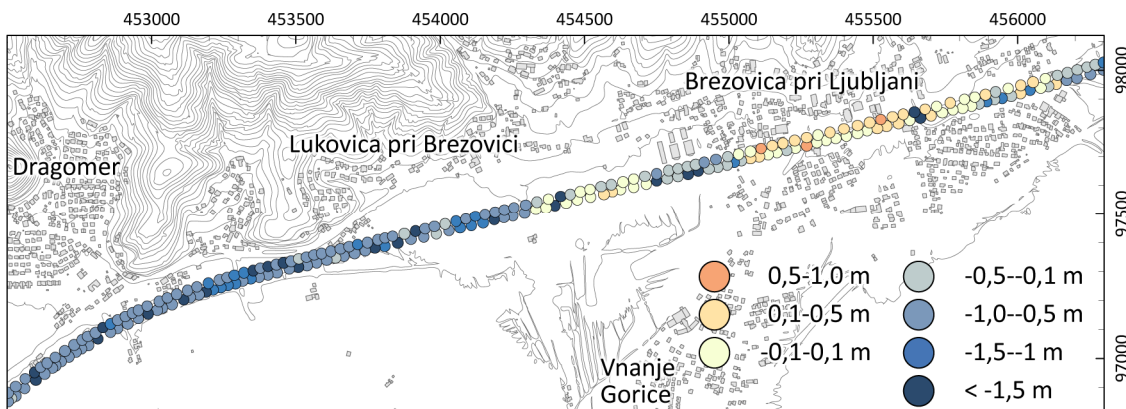 453000 453500 454000 454500 455000 455500 456000
98000
Brezovica pri Ljubljani
Lukovica pri Brezovici
Dragomer
97500
0,5-1,0 m -0,5--0,1 m
0,1-0,5 m -1,0--0,5 m
-0,1-0,1 m -1,5--1 m
97000
Vnanje
Gorice
< -1,5 m